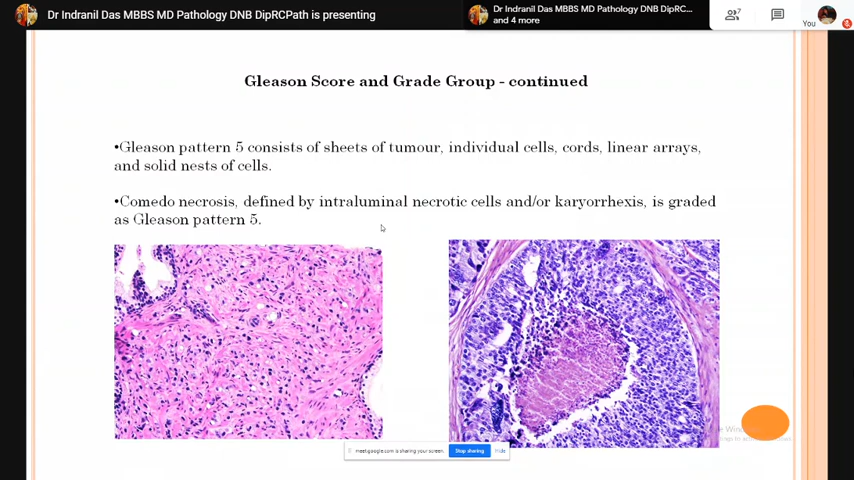 Dr Indranil Das MBBS MD Pathology DNB DipRCPath is presenting
Dr Indranil Das MBBS MD Pathology DNB DipRC...
and 4 more
7
You
Gleason Score and Grade Group - continued
•Gleason pattern 5 consists of sheets of tumour, individual cells, cords, linear arrays,
and solid nests of cells.
•Comedo necrosis, defined by intraluminal necrotic cells and/or karyorrhexis, is graded
as Gleason pattern 5.
meet.google.com is sharing your screen.
Stop sharing
Hide